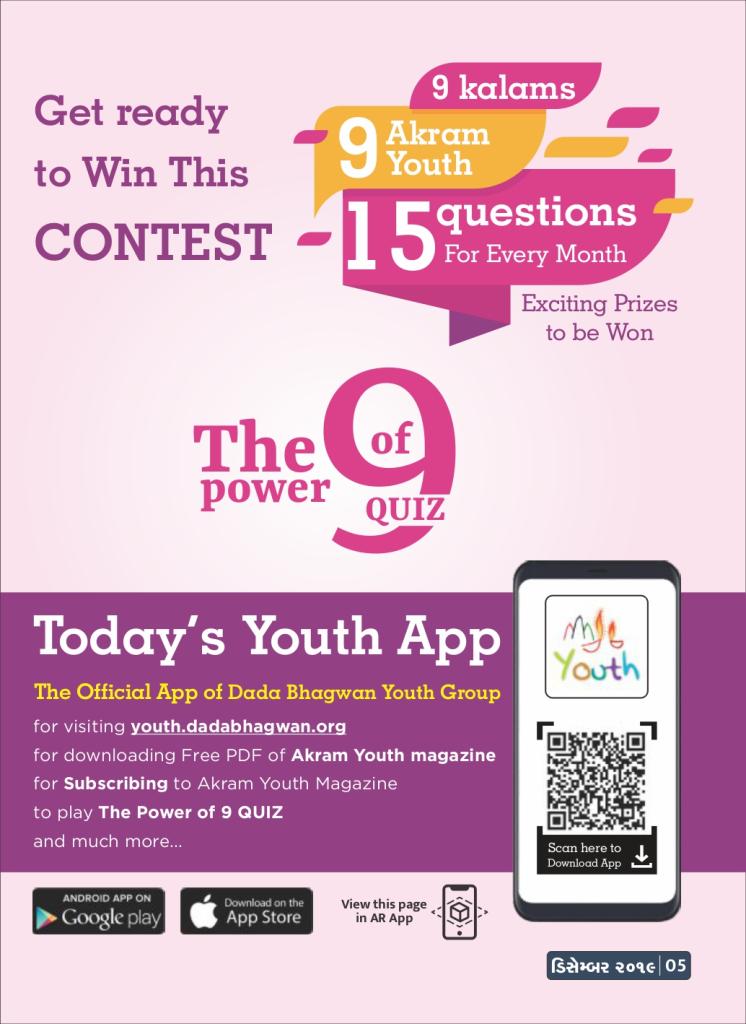 Get ready
to Win This
CONTEST
9 kalams
9 Akram
Youth
15 questions
For Every Month
Exciting Prizes
to be Won
The
power
of
9
QUIZ
Today's Youth App
The Official App of Dada Bhagwan Youth Group
for visiting youth.dadabhagwan.org
for downloading Free PDF of Akram Youth magazine
for Subscribing to Akram Youth Magazine
to play The Power of 9 QUIZ
and much more...
Youth
Scan here to
Download App
ANDROID APP ON
Google play
Download on the
App Store
View this page
in AR App
ડિસેમ્બર ૨૦૧૯ | 05